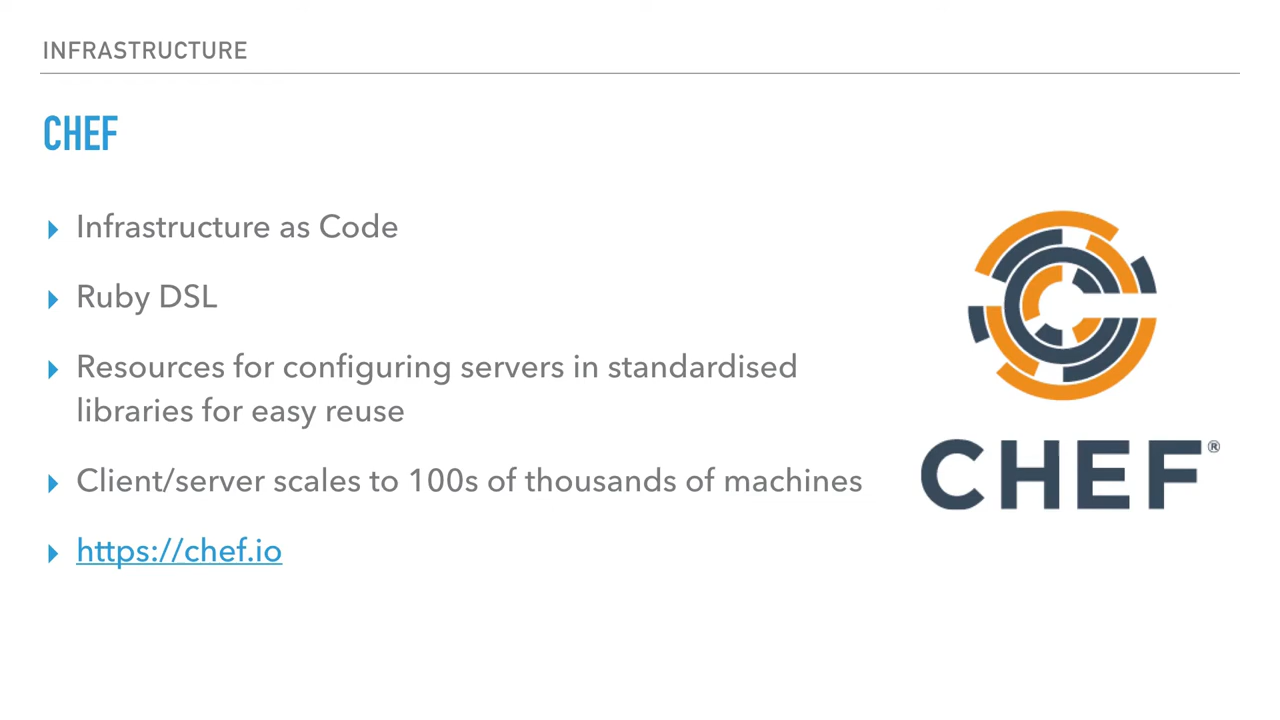 INFRASTRUCTURE
CHEF
Infrastructure as Code
Ruby DSL
Resources for configuring servers in standardised
libraries for easy reuse
Client/server scales to 100s of thousands of machines
https://chef.io
CHEF®